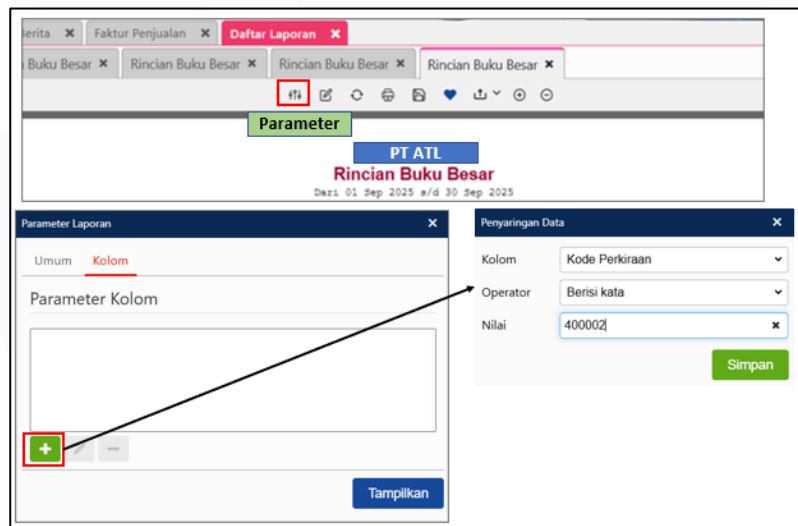 Berita × Faktur Penjualan × Daftar Laporan ×
Buku Besar × Rincian Buku Besar × Rincian Buku Besar × Rincian Buku Besar ×
Parameter
PT ATL
Rincian Buku Besar
Dari 01 Sep 2025 s/d 30 Sep 2025
Parameter Laporan ×
Umum Kolom
Parameter Kolom
Tampilkan
Penyaringan Data ×
Kolom Kode Perkiraan
Operator Berisi kata
Nilai 400002 ×
Simpan